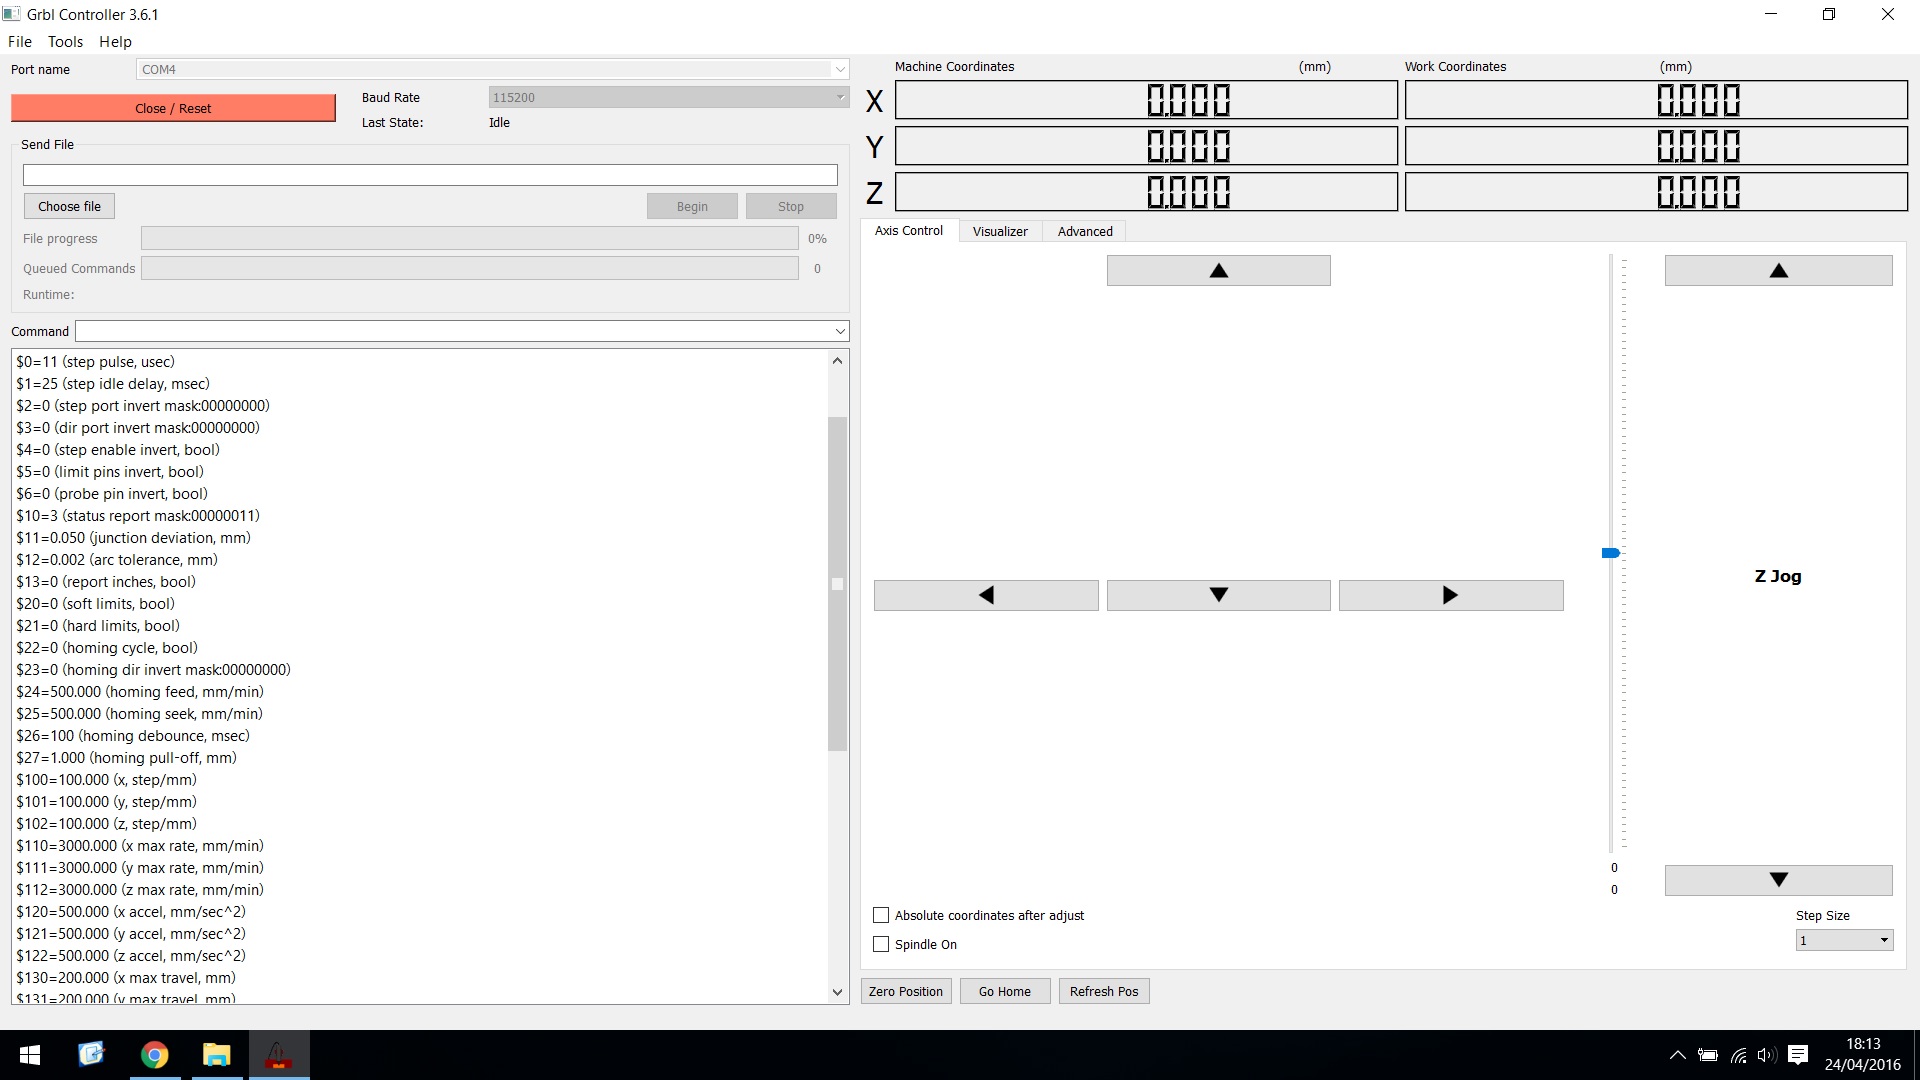 Grbl Controller 3.6.1
File Tools Help
Port name COM4
Close / Reset
Baud Rate 115200
Last State: Idle
Send File
Choose file
Begin Stop
File progress 0%
Queued Commands 0
Runtime:
Command
$0=11 (step pulse, usec)
$1=25 (step idle delay, msec)
$2=0 (step port invert mask:00000000)
$3=0 (dir port invert mask:00000000)
$4=0 (step enable invert, bool)
$5=0 (limit pins invert, bool)
$6=0 (probe pin invert, bool)
$10=3 (status report mask:00000011)
$11=0.050 (junction deviation, mm)
$12=0.002 (arc tolerance, mm)
$13=0 (report inches, bool)
$20=0 (soft limits, bool)
$21=0 (hard limits, bool)
$22=0 (homing cycle, bool)
$23=0 (homing dir invert mask:00000000)
$24=500.000 (homing feed, mm/min)
$25=500.000 (homing seek, mm/min)
$26=100 (homing debounce, msec)
$27=1.000 (homing pull-off, mm)
$100=100.000 (x, step/mm)
$101=100.000 (y, step/mm)
$102=100.000 (z, step/mm)
$110=3000.000 (x max rate, mm/min)
$111=3000.000 (y max rate, mm/min)
$112=3000.000 (z max rate, mm/min)
$120=500.000 (x accel, mm/sec^2)
$121=500.000 (y accel, mm/sec^2)
$122=500.000 (z accel, mm/sec^2)
$130=200.000 (x max travel, mm)
$131=200.000 (y max travel, mm)
Machine Coordinates (mm) Work Coordinates (mm)
X 0.000 0.000
Y 0.000 0.000
Z 0.000 0.000
Axis Control Visualizer Advanced
Z Jog
0
0
Absolute coordinates after adjust
Spindle On
Step Size
1
Zero Position Go Home Refresh Pos
18:13
24/04/2016